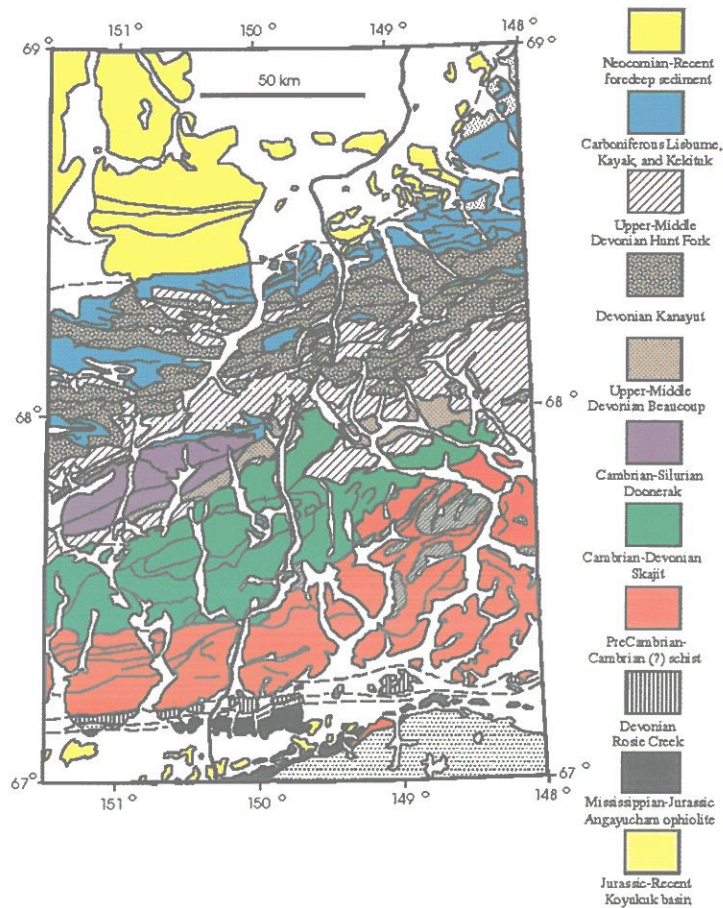 151 °
150 °
149 °
148 °
69 °
69 °
50 km
68 °
68 °
67 °
67 °
151 °
150 °
149 °
148 °
Neocomian-Recent
foredeep sediment
Carboniferous Lisburne,
Kayak, and Kekituk
Upper-Middle
Devonian Hunt Fork
Devonian Kanayut
Upper-Middle
Devonian Beaucoup
Cambrian-Silurian
Doonerak
Cambrian-Devonian
Skajit
PreCambrian-
Cambrian (?) schist
Devonian
Rosie Creek
Mississippian-Jurassic
Angayucham ophiolite
Jurassic-Recent
Koyukuk basin